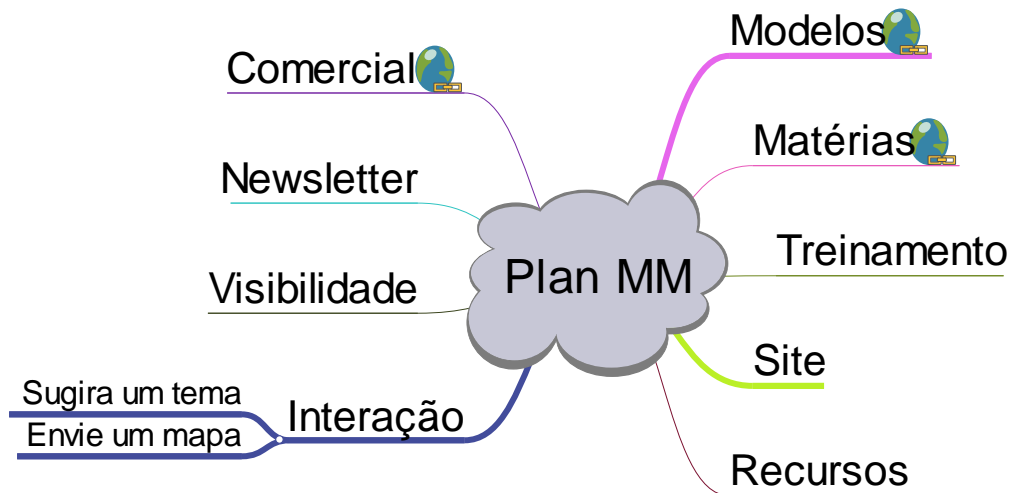 Modelos
Comercial
Matérias
Newsletter
Treinamento
Plan MM
Visibilidade
Site
Sugira um tema
Interação
Envie um mapa
Recursos